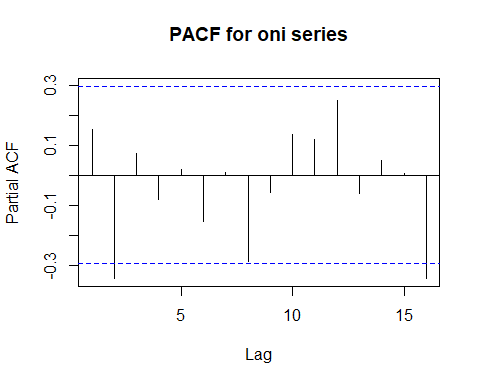 PACF for oni series
Partial ACF
0.3
0.1
-0.1
-0.3
5
10
15
Lag